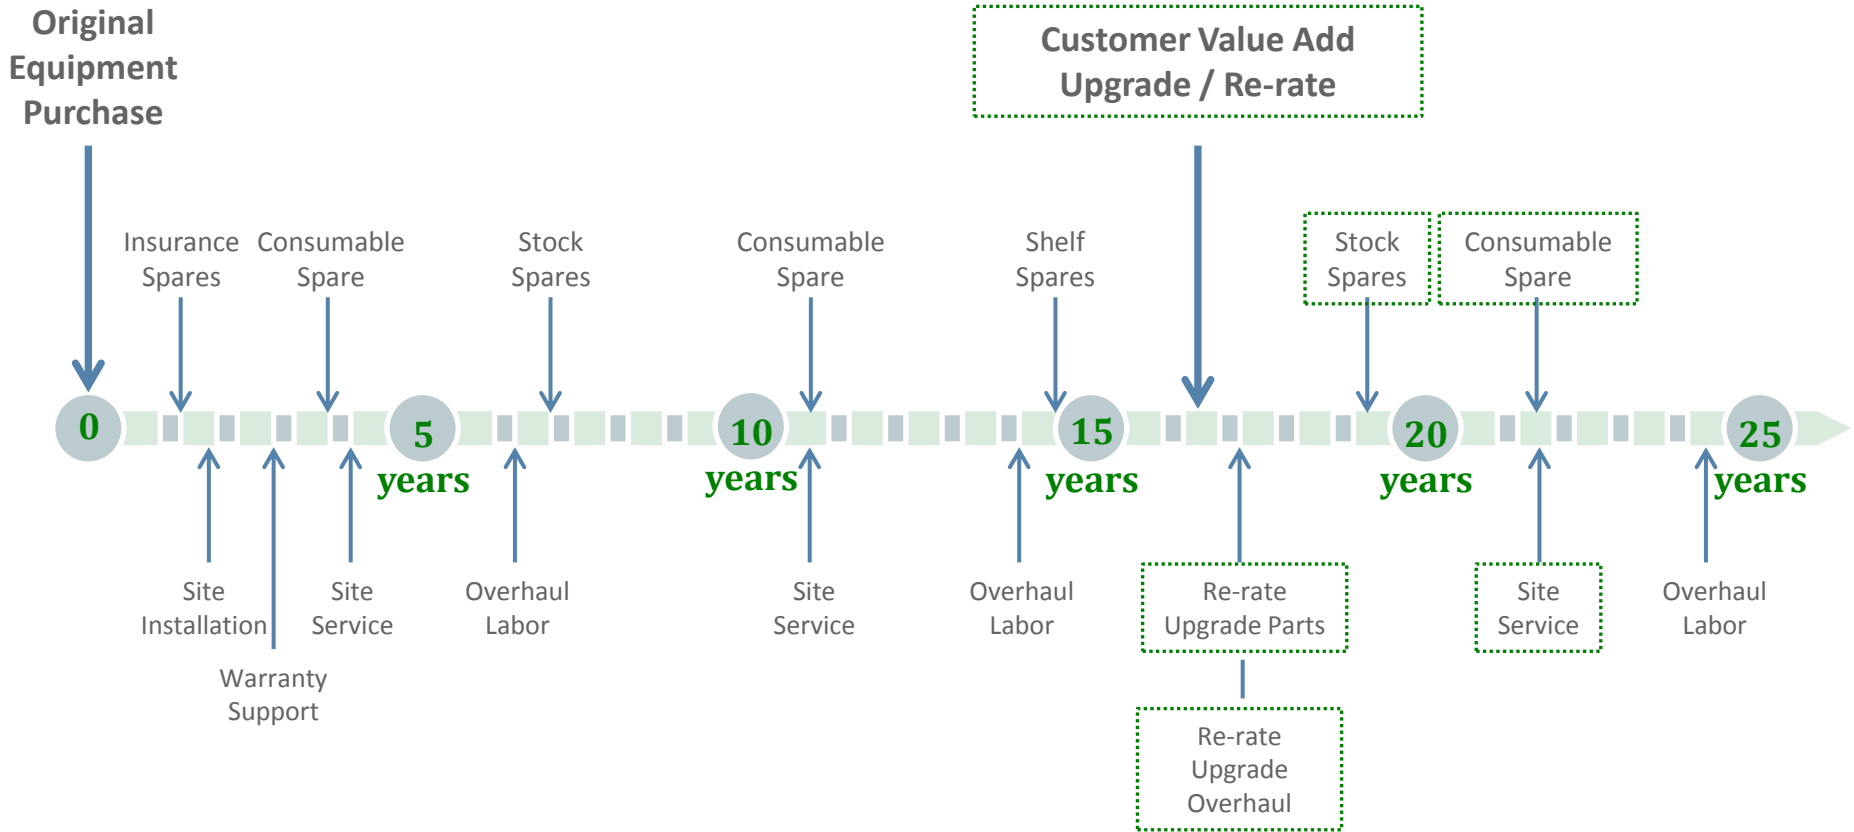 Original
Equipment
Purchase
Customer Value Add
Upgrade / Re-rate
Insurance
Spares
Consumable
Spare
Stock
Spares
Consumable
Spare
Shelf
Spares
Stock
Spares
Consumable
Spare
0
5
years
10
years
15
years
20
years
25
years
Site
Installation
Warranty
Support
Site
Service
Overhaul
Labor
Site
Service
Overhaul
Labor
Re-rate
Upgrade Parts
Re-rate
Upgrade
Overhaul
Site
Service
Overhaul
Labor